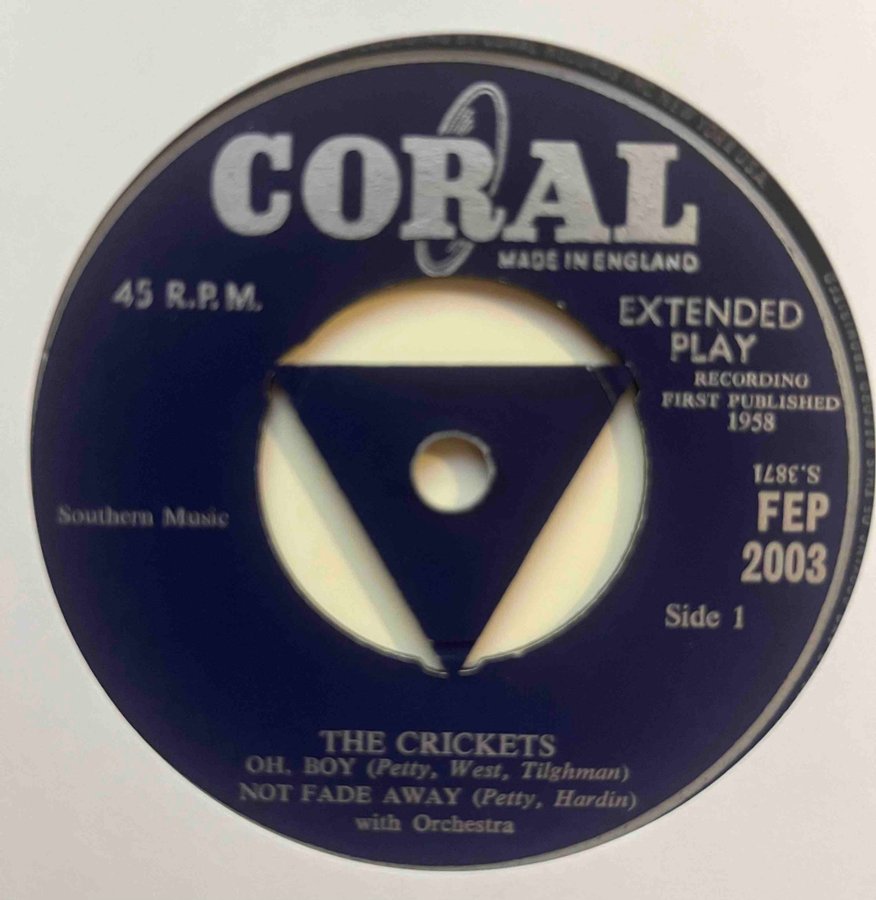 CORAL
MADE IN ENGLAND
45 R.P.M.
EXTENDED
PLAY
RECORDING
FIRST PUBLISHED
1958
S.3871
FEP
2003
Southern Music
Side 1
THE CRICKETS
OH, BOY (Petty, West, Tilghman)
NOT FADE AWAY (Petty, Hardin)
with Orchestra